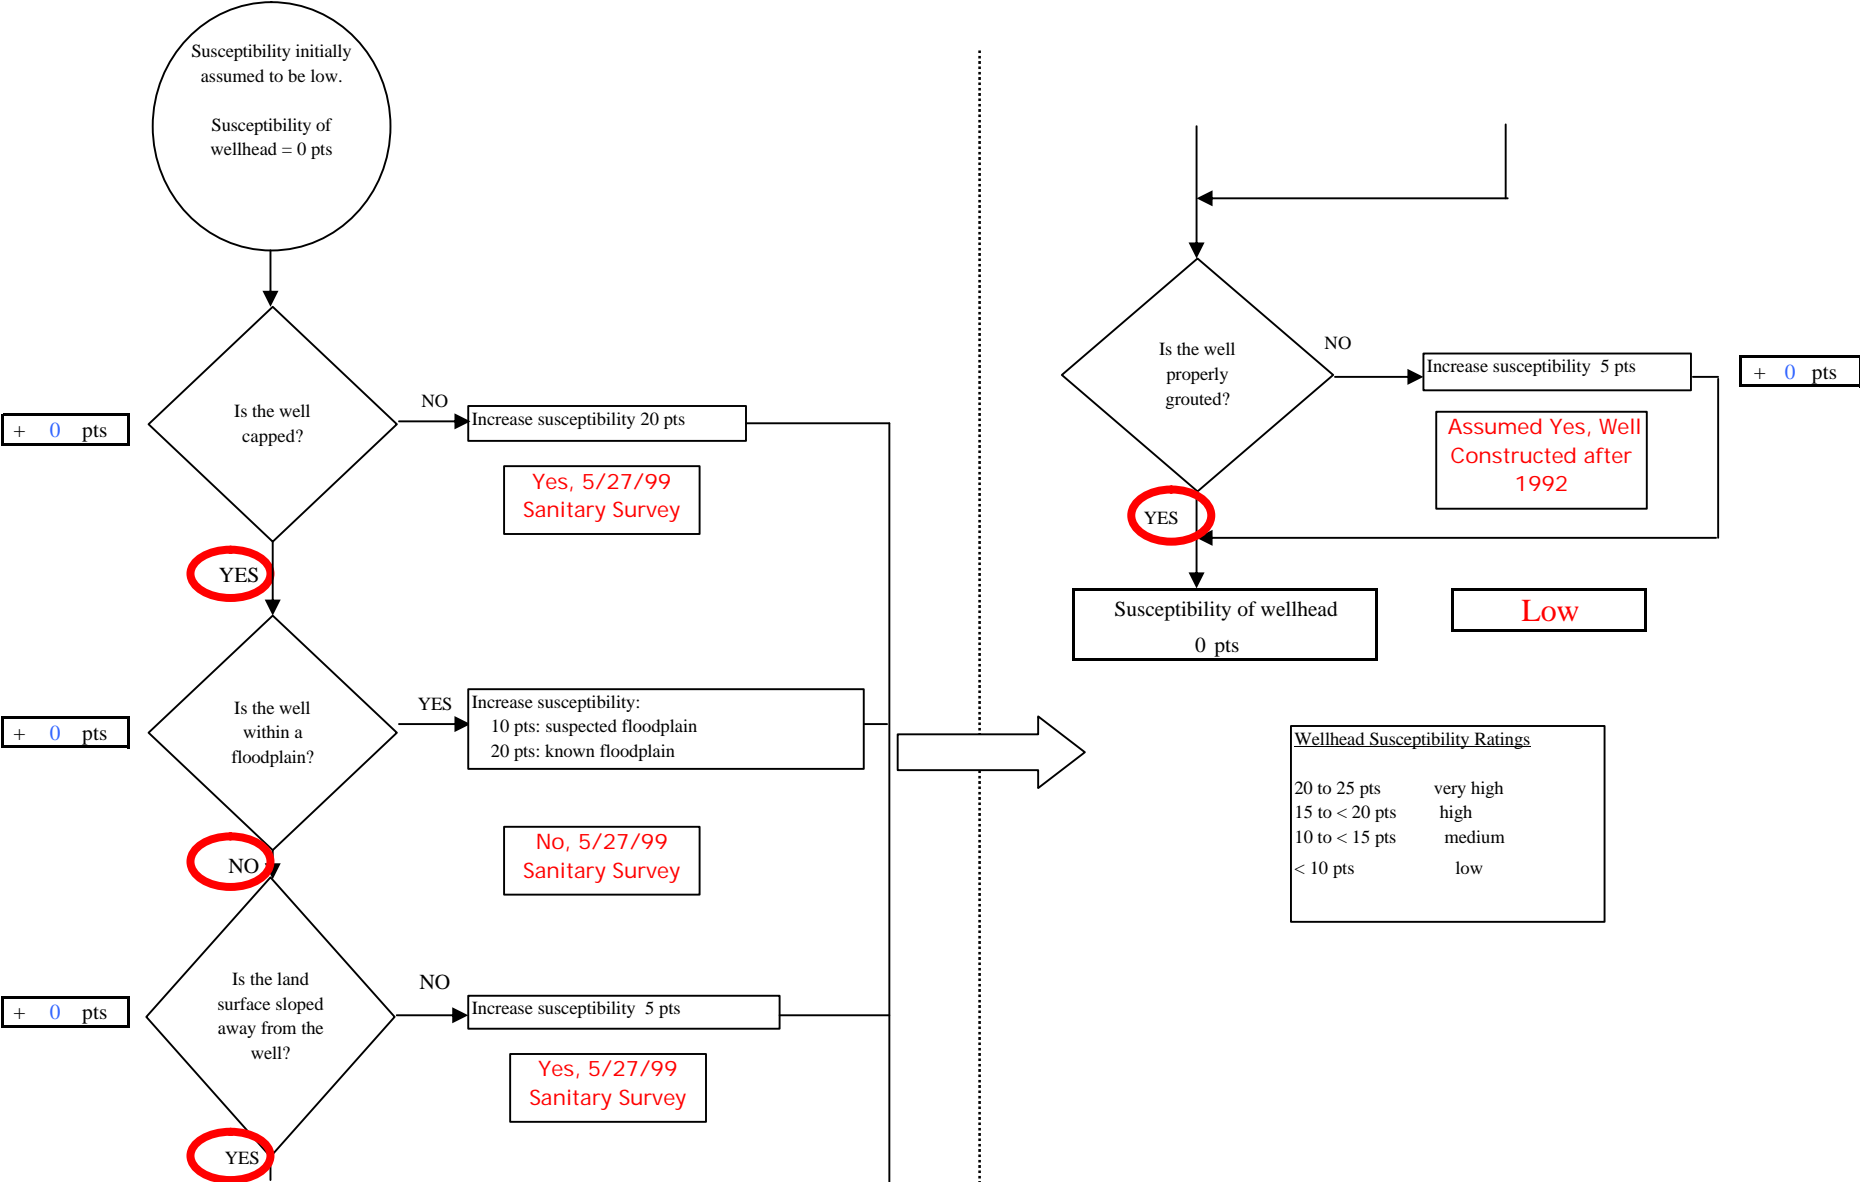 Susceptibility initially
assumed to be low.
Susceptibility of
wellhead = 0 pts
Is the well
capped?
NO
Increase susceptibility 20 pts
+ 0 pts
Yes, 5/27/99
Sanitary Survey
YES
Is the well
within a
floodplain?
YES
Increase susceptibility:
10 pts: suspected floodplain
20 pts: known floodplain
+ 0 pts
No, 5/27/99
Sanitary Survey
NO
Is the land
surface sloped
away from the
well?
NO
Increase susceptibility 5 pts
+ 0 pts
Yes, 5/27/99
Sanitary Survey
YES
Is the well
properly
grouted?
NO
Increase susceptibility 5 pts
+ 0 pts
Assumed Yes, Well
Constructed after
1992
YES
Susceptibility of wellhead
0 pts
Low
Wellhead Susceptibility Ratings
20 to 25 pts very high
15 to < 20 pts high
10 to < 15 pts medium
< 10 pts low